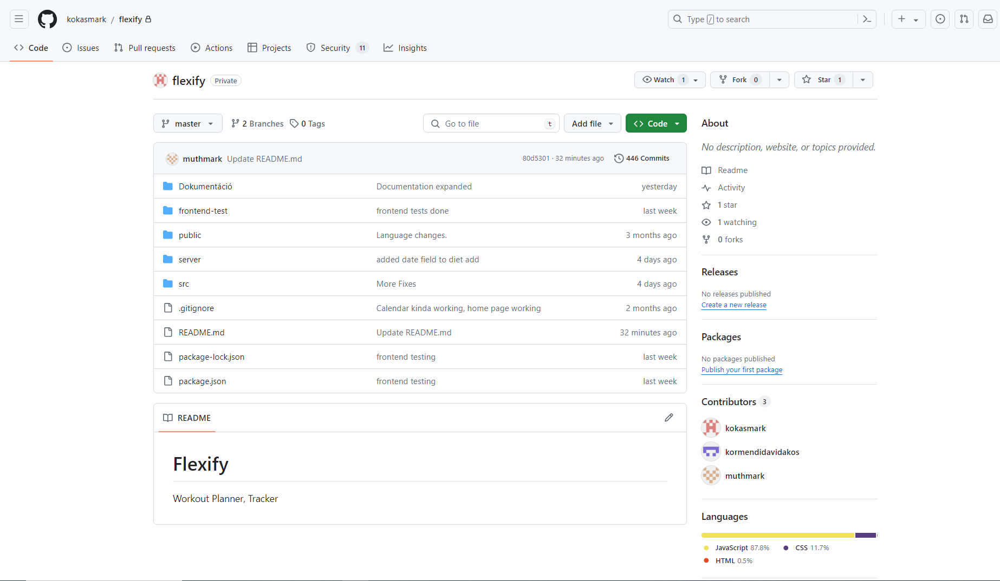 kokasmark / flexify
Type / to search
Code
Issues
Pull requests
Actions
Projects
Security 11
Insights
flexify Private
Watch 1
Fork 0
Star 1
master
2 Branches
0 Tags
Go to file t
Add file
Code
muthmark Update README.md 80d5301 · 32 minutes ago 446 Commits
Dokumentáció Documentation expanded yesterday
frontend-test frontend tests done last week
public Language changes. 3 months ago
server added date field to diet add 4 days ago
src More Fixes 4 days ago
.gitignore Calendar kinda working, home page working 2 months ago
README.md Update README.md 32 minutes ago
package-lock.json frontend testing last week
package.json frontend testing last week
README
Flexify
Workout Planner, Tracker
About
No description, website, or topics provided.
Readme
Activity
1 star
1 watching
0 forks
Releases
No releases published
Create a new release
Packages
No packages published
Publish your first package
Contributors 3
kokasmark
kormendidavidakos
muthmark
Languages
JavaScript 87.8% CSS 11.7%
HTML 0.5%